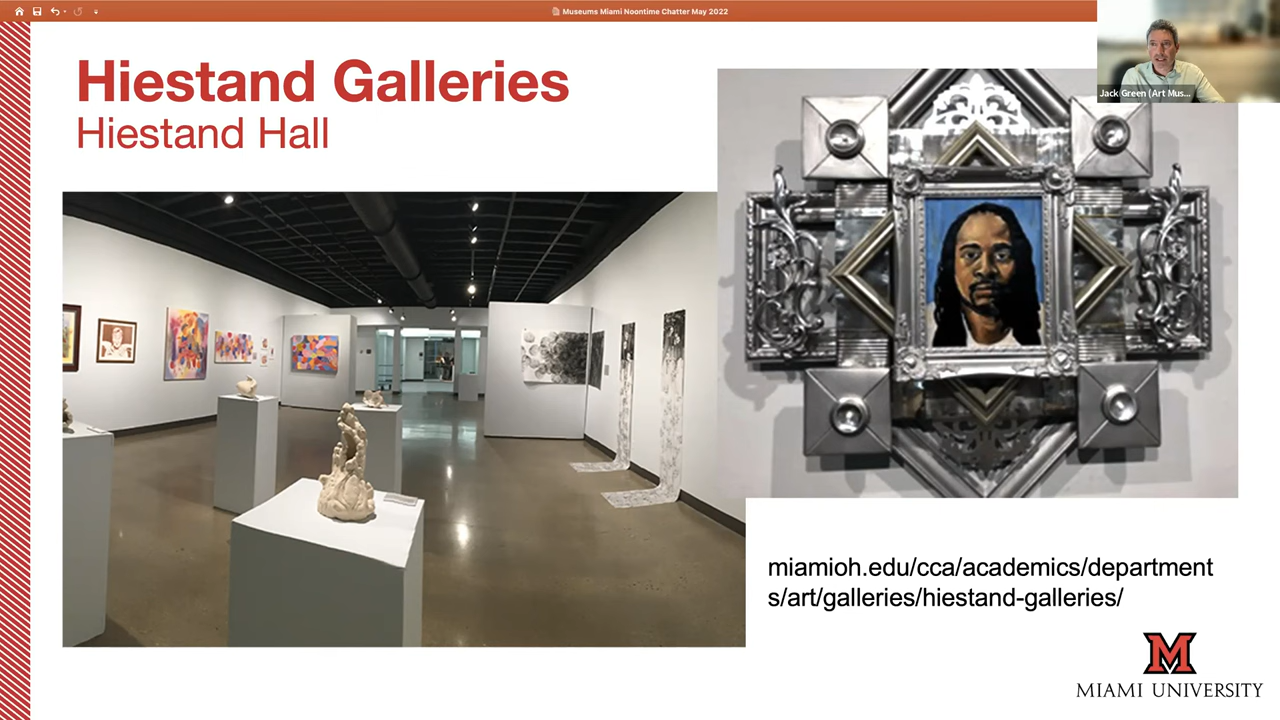 Museums Miami Noontime Chatter May 2022
Jack Green (Art Mus...
Hiestand Galleries
Hiestand Hall
miamioh.edu/cca/academics/department
s/art/galleries/hiestand-galleries/
M
MIAMI UNIVERSITY